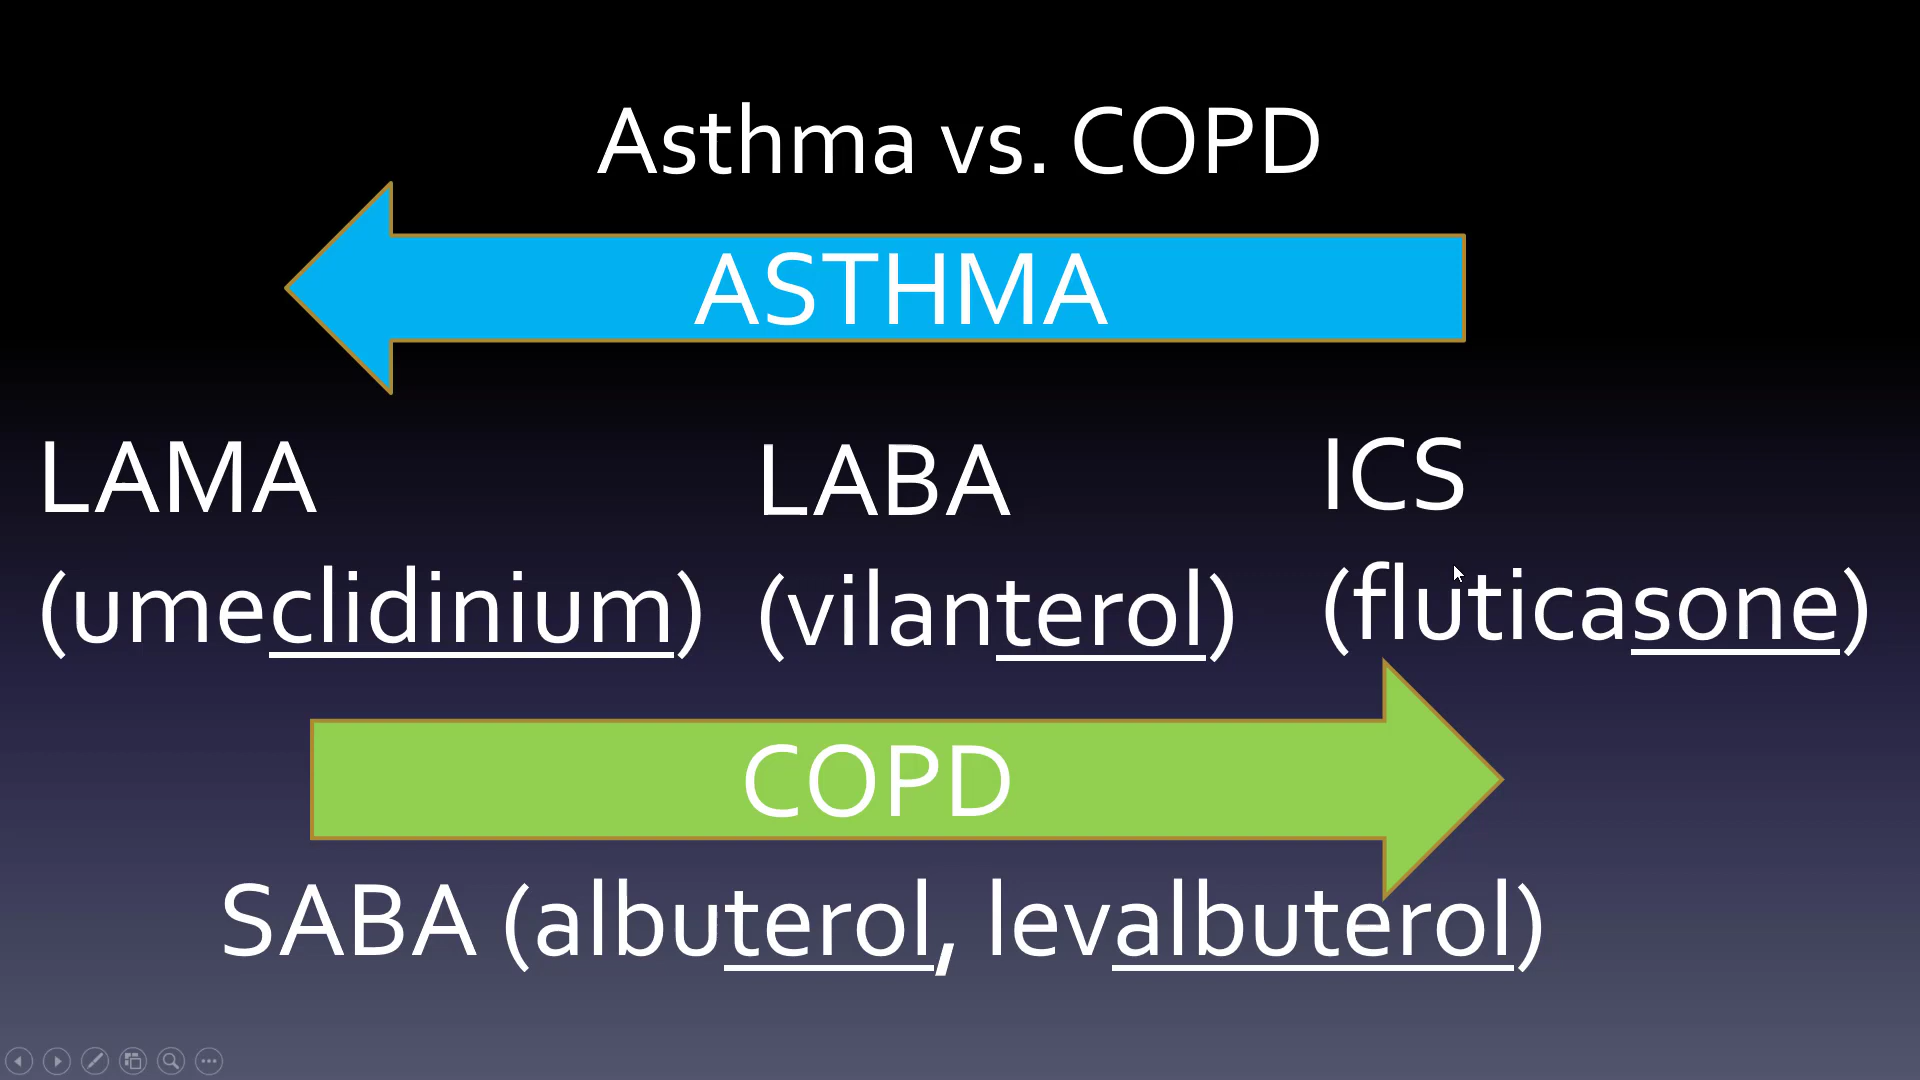 Asthma vs. COPD
ASTHMA
LAMA
(umeclidinium)
LABA
(vilanterol)
ICS
(fluticasone)
COPD
SABA (albuterol, levalbuterol)